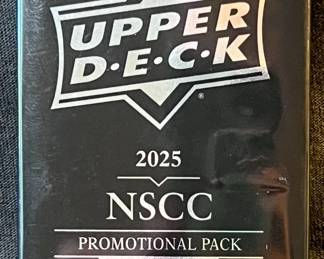 UPPER
D·E·C·K
®
2025
NSCC
PROMOTIONAL PACK